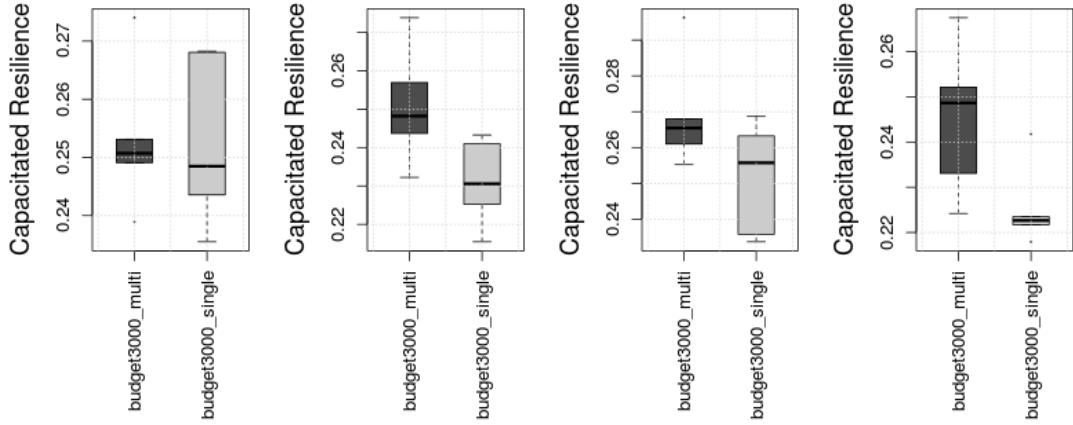 Capacitated Resilience
0.27
0.26
0.25
0.24
budget3000_multi
budget3000_single
Capacitated Resilience
0.26
0.24
0.22
budget3000_multi
budget3000_single
Capacitated Resilience
0.28
0.26
0.24
budget3000_multi
budget3000_single
Capacitated Resilience
0.26
0.24
0.22
budget3000_multi
budget3000_single